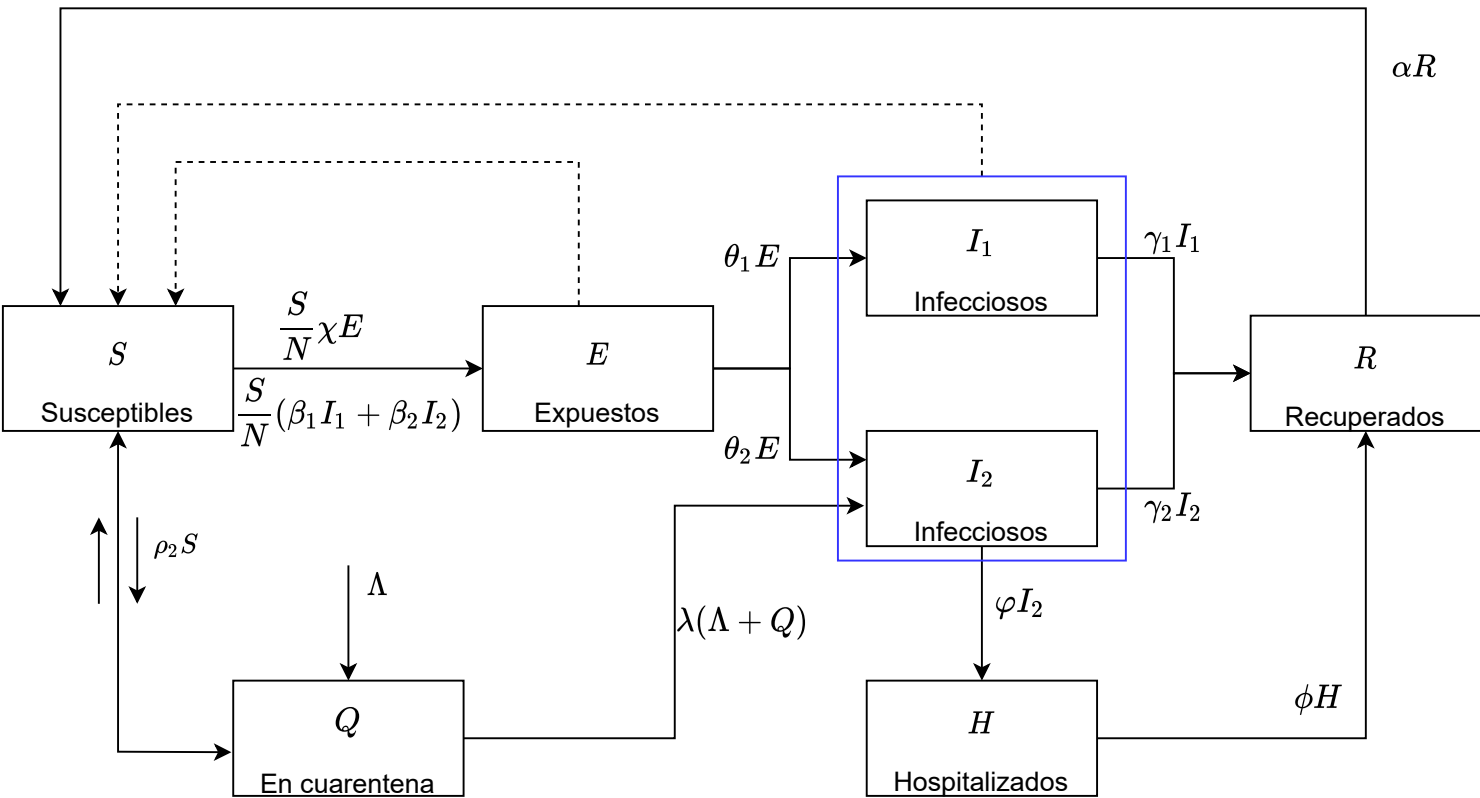 αR
S
Susceptibles
S/N χE
S/N (β₁I₁ + β₂I₂)
E
Expuestos
θ₁E
θ₂E
I₁
Infecciosos
I₂
Infecciosos
γ₁I₁
γ₂I₂
R
Recuperados
ρ₂S
Λ
λ(Λ + Q)
φI₂
Q
En cuarentena
H
Hospitalizados
ϕH